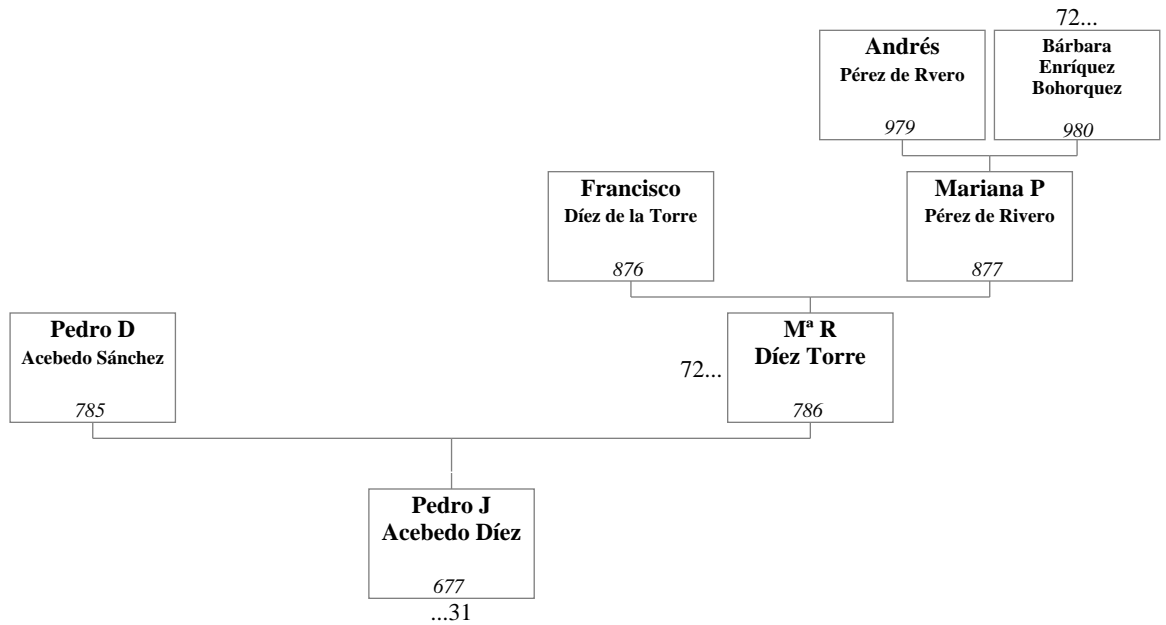 72...
Andrés
Pérez de Rvero
979
Bárbara
Enríquez
Bohorquez
980
Francisco
Díez de la Torre
876
Mariana P
Pérez de Rivero
877
Pedro D
Acebedo Sánchez
785
72...
Mª R
Díez Torre
786
Pedro J
Acebedo Díez
677
...31